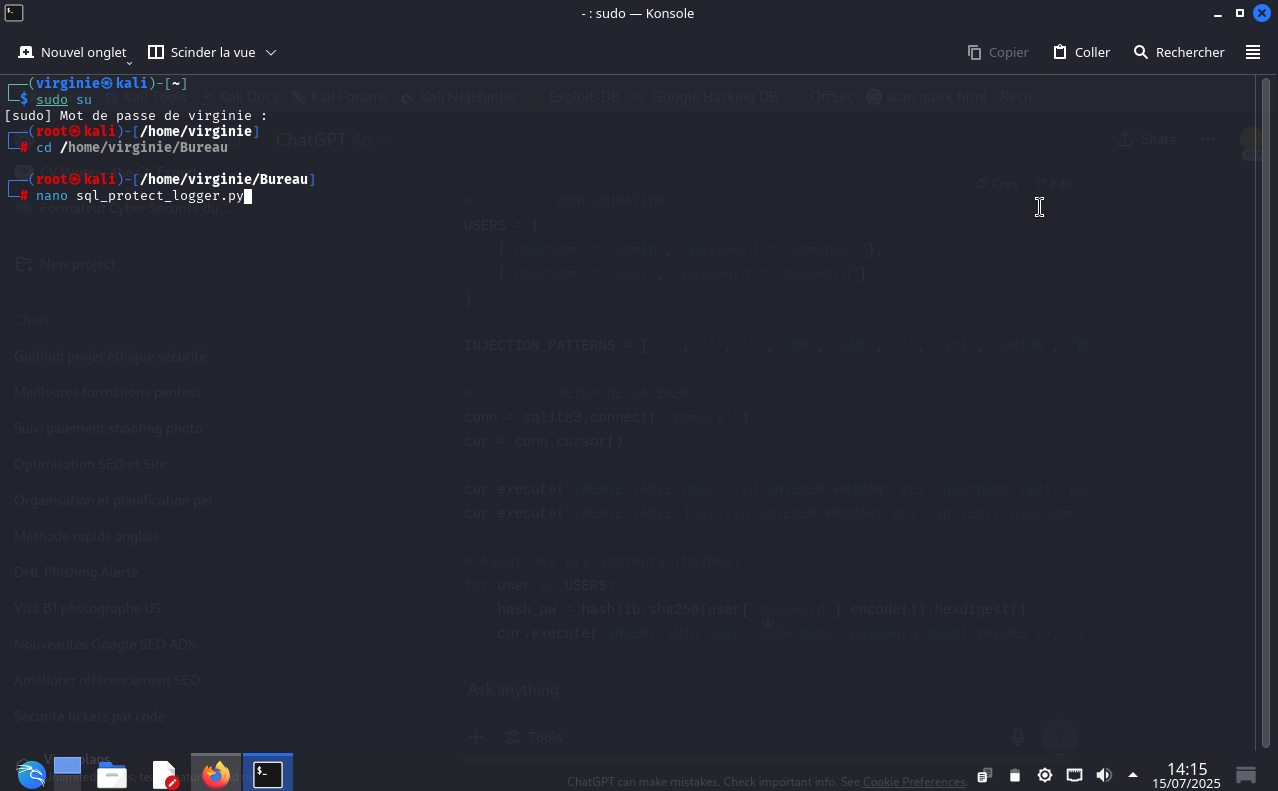 - : sudo — Konsole
Nouvel onglet
Scinder la vue
Copier
Coller
Rechercher
┌──(virginie㉿kali)-[~]
└─$ sudo su
[sudo] Mot de passe de virginie :
┌──(root㉿kali)-[/home/virginie]
└─# cd /home/virginie/Bureau
┌──(root㉿kali)-[/home/virginie/Bureau]
└─# nano sql_protect_logger.py
Kali Tools
Kali Docs
Kali Forums
Kali NetHunter
Exploit-DB
Google Hacking DB
OffSec
scan quick.html - Rech...
ChatGPT 4o
Share
Copy
Edit
Formateur Cyber Sécurité du...
New project
Chats
Guithub projet ethique sécurité
Meilleures formations pentest
Suivi paiement shooting photo
Optimisation SEO et Site
Organisation et planification per...
Méthode rapide anglais
DHL Phishing Alerte
Visa B1 photographe US
Nouveautés Google SEO ADS
Améliorer référencement SEO
Sécurité tickets par code
View plans
# -------- CONFIGURATION --------
USERS = [
{"username": "admin", "password": "admin123"},
{"username": "user", "password": "password"}
]
INJECTION_PATTERNS = ["--", "OR", "AND", "1=1", "UNION",
# -------- SETUP DE LA BASE --------
conn = sqlite3.connect(":memory:")
cur = conn.cursor()
cur.execute("CREATE TABLE users (id INTEGER PRIMARY KEY, username TEXT,
cur.execute("CREATE TABLE logs (id INTEGER PRIMARY KEY, ip TEXT, username
# Ajout des utilisateurs (hashés)
for user in USERS:
hash_pw = hashlib.sha256(user["password"].encode()).hexdigest()
cur.execute("INSERT INTO users (username, password_hash) VALUES (?, ?)"
Ask anything
Tools
ChatGPT can make mistakes. Check important info. See Cookie Preferences.
14:15
15/07/2025